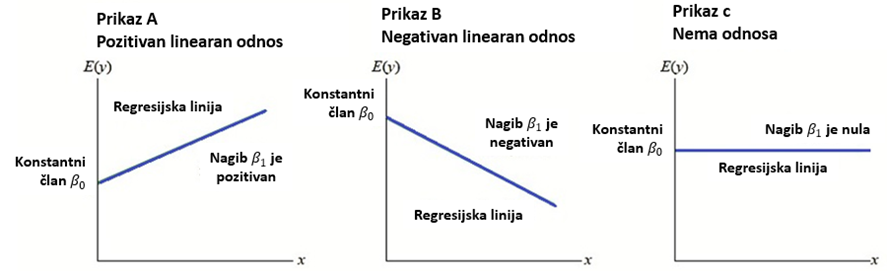 Prikaz A
Pozitivan linearan odnos
E(y)
Regresijska linija
Konstantni
član β₀
Nagib β₁ je
pozitivan
x
Prikaz B
Negativan linearan odnos
E(y)
Konstantni
član β₀
Nagib β₁ je
negativan
Regresijska linija
x
Prikaz c
Nema odnosa
E(y)
Konstantni
član β₀
Nagib β₁ je nula
Regresijska linija
x